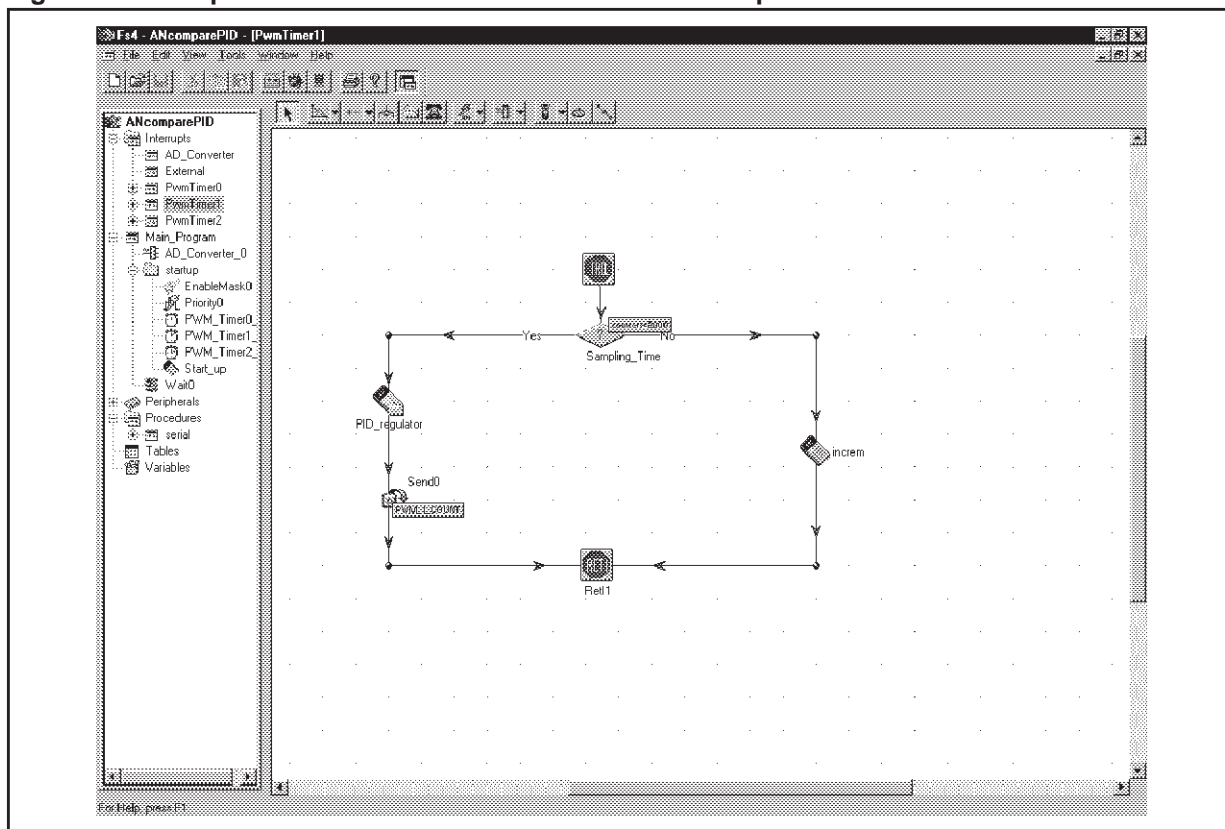 Fs4 - ANcomparePID - [PwmTimer1]
File Edit View Tools Window Help
ANcomparePID
Interrupts
AD_Converter
External
PwmTimer0
PwmTimer1
PwmTimer2
Main_Program
AD_Converter_0
startup
EnableMask0
Priority0
PWM_Timer0_
PWM_Timer1_
PWM_Timer2_
Start_up
Wait0
Peripherals
Procedures
serial
Tables
Variables
Yes
No
Sampling_Time
PID_regulator
increm
Send0
RetI1
For Help, press F1